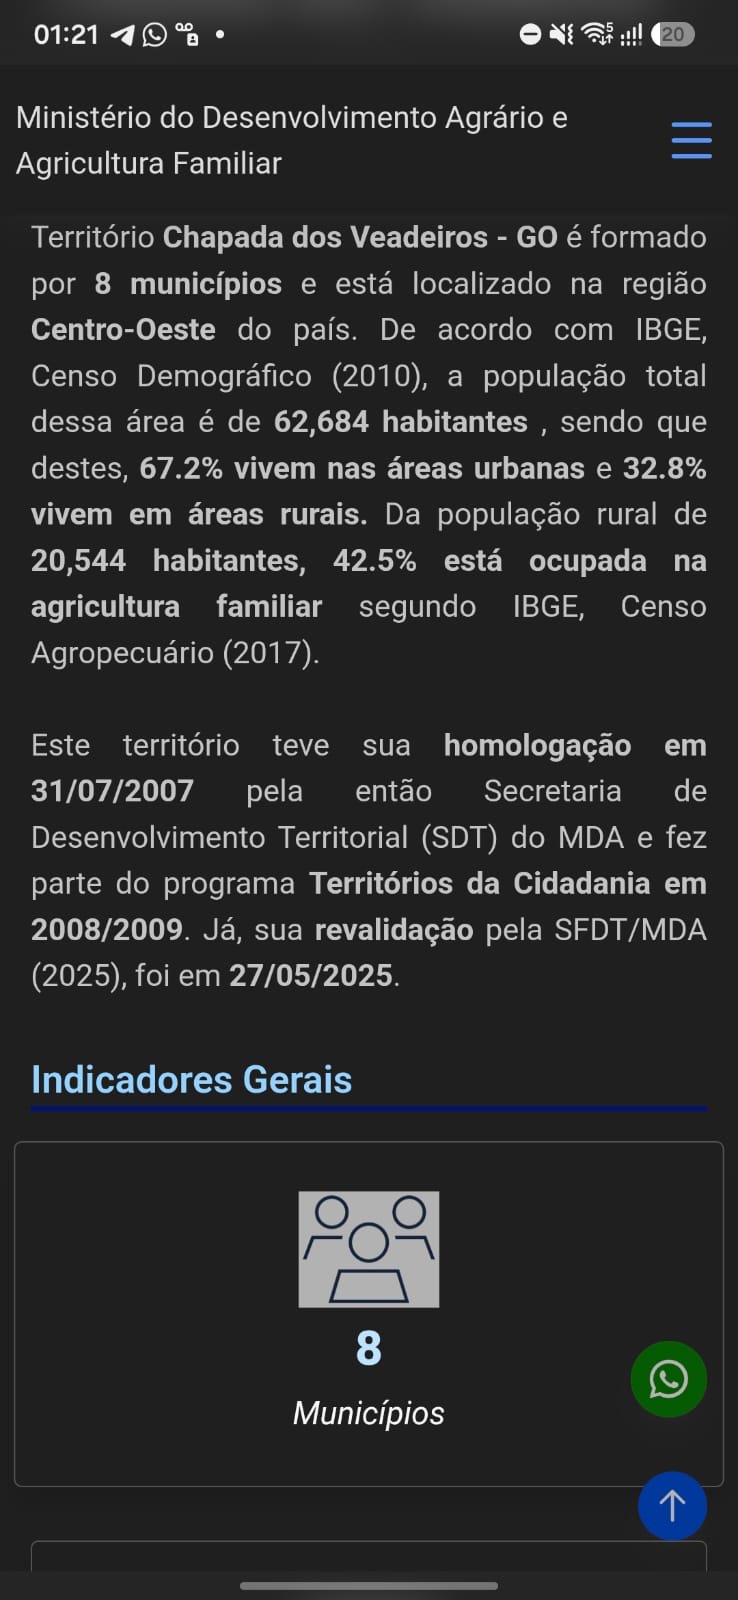 01:21
5
20
Ministério do Desenvolvimento Agrário e
Agricultura Familiar
Território Chapada dos Veadeiros - GO é formado
por 8 municípios e está localizado na região
Centro-Oeste do país. De acordo com IBGE,
Censo Demográfico (2010), a população total
dessa área é de 62,684 habitantes , sendo que
destes, 67.2% vivem nas áreas urbanas e 32.8%
vivem em áreas rurais. Da população rural de
20,544 habitantes, 42.5% está ocupada na
agricultura familiar segundo IBGE, Censo
Agropecuário (2017).
Este território teve sua homologação em
31/07/2007 pela então Secretaria de
Desenvolvimento Territorial (SDT) do MDA e fez
parte do programa Territórios da Cidadania em
2008/2009. Já, sua revalidação pela SFDT/MDA
(2025), foi em 27/05/2025.
Indicadores Gerais
8
Municípios